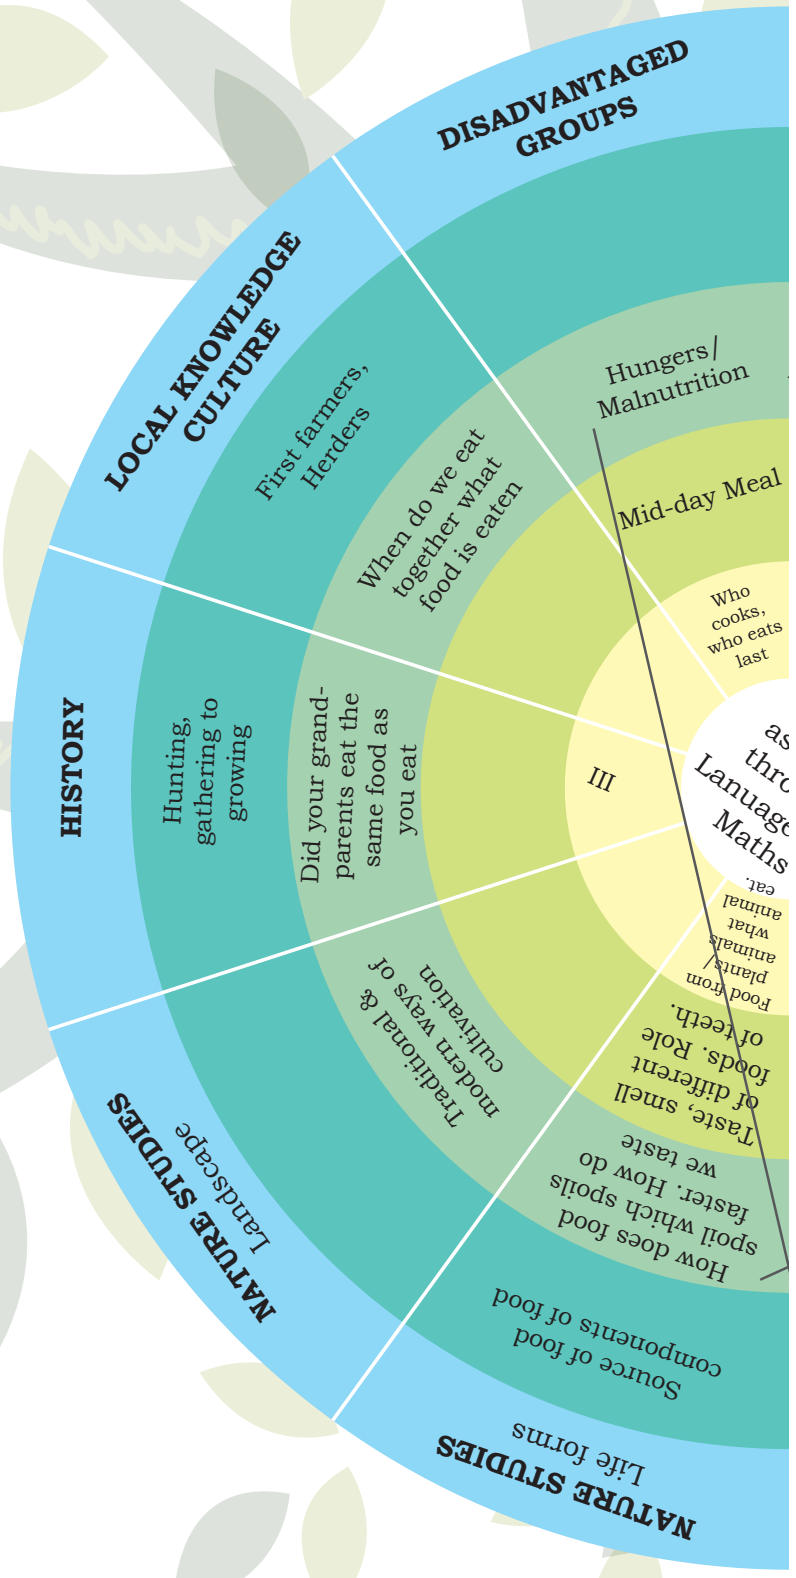 DISADVANTAGED
GROUPS
Hungers/
Malnutrition
Mid-day Meal
Who
cooks,
who eats
last
LOCAL KNOWLEDGE
CULTURE
First farmers,
Herders
When do we eat
together what
food is eaten
HISTORY
Hunting,
gathering to
growing
Did your grand-
parents eat the
same food as
you eat
III
NATURE STUDIES
Landscape
Traditional &
modern ways of
cultivation
NATURE STUDIES
Life forms
Source of food
components of food
How does food
spoil which spoils
faster. How do
we taste
Taste, smell
of different
foods. Role
of teeth.
Food from
plants/
animals
what
animal
eat.
as
thro
Lanuage
Maths